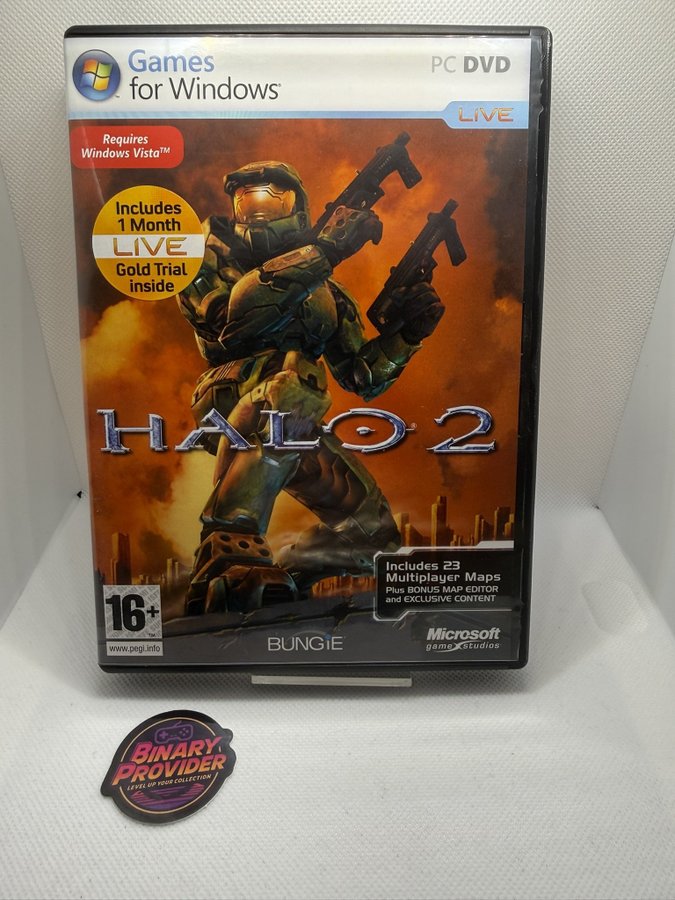 Games
for Windows®
PC DVD
LIVE
Requires
Windows Vista™
Includes
1 Month
LIVE
Gold Trial
inside
HALO® 2
Includes 23
Multiplayer Maps
Plus BONUS MAP EDITOR
and EXCLUSIVE CONTENT
16+
™
www.pegi.info
BUNGiE
Microsoft
game studios
BINARY
PROVIDER
LEVEL UP YOUR COLLECTION